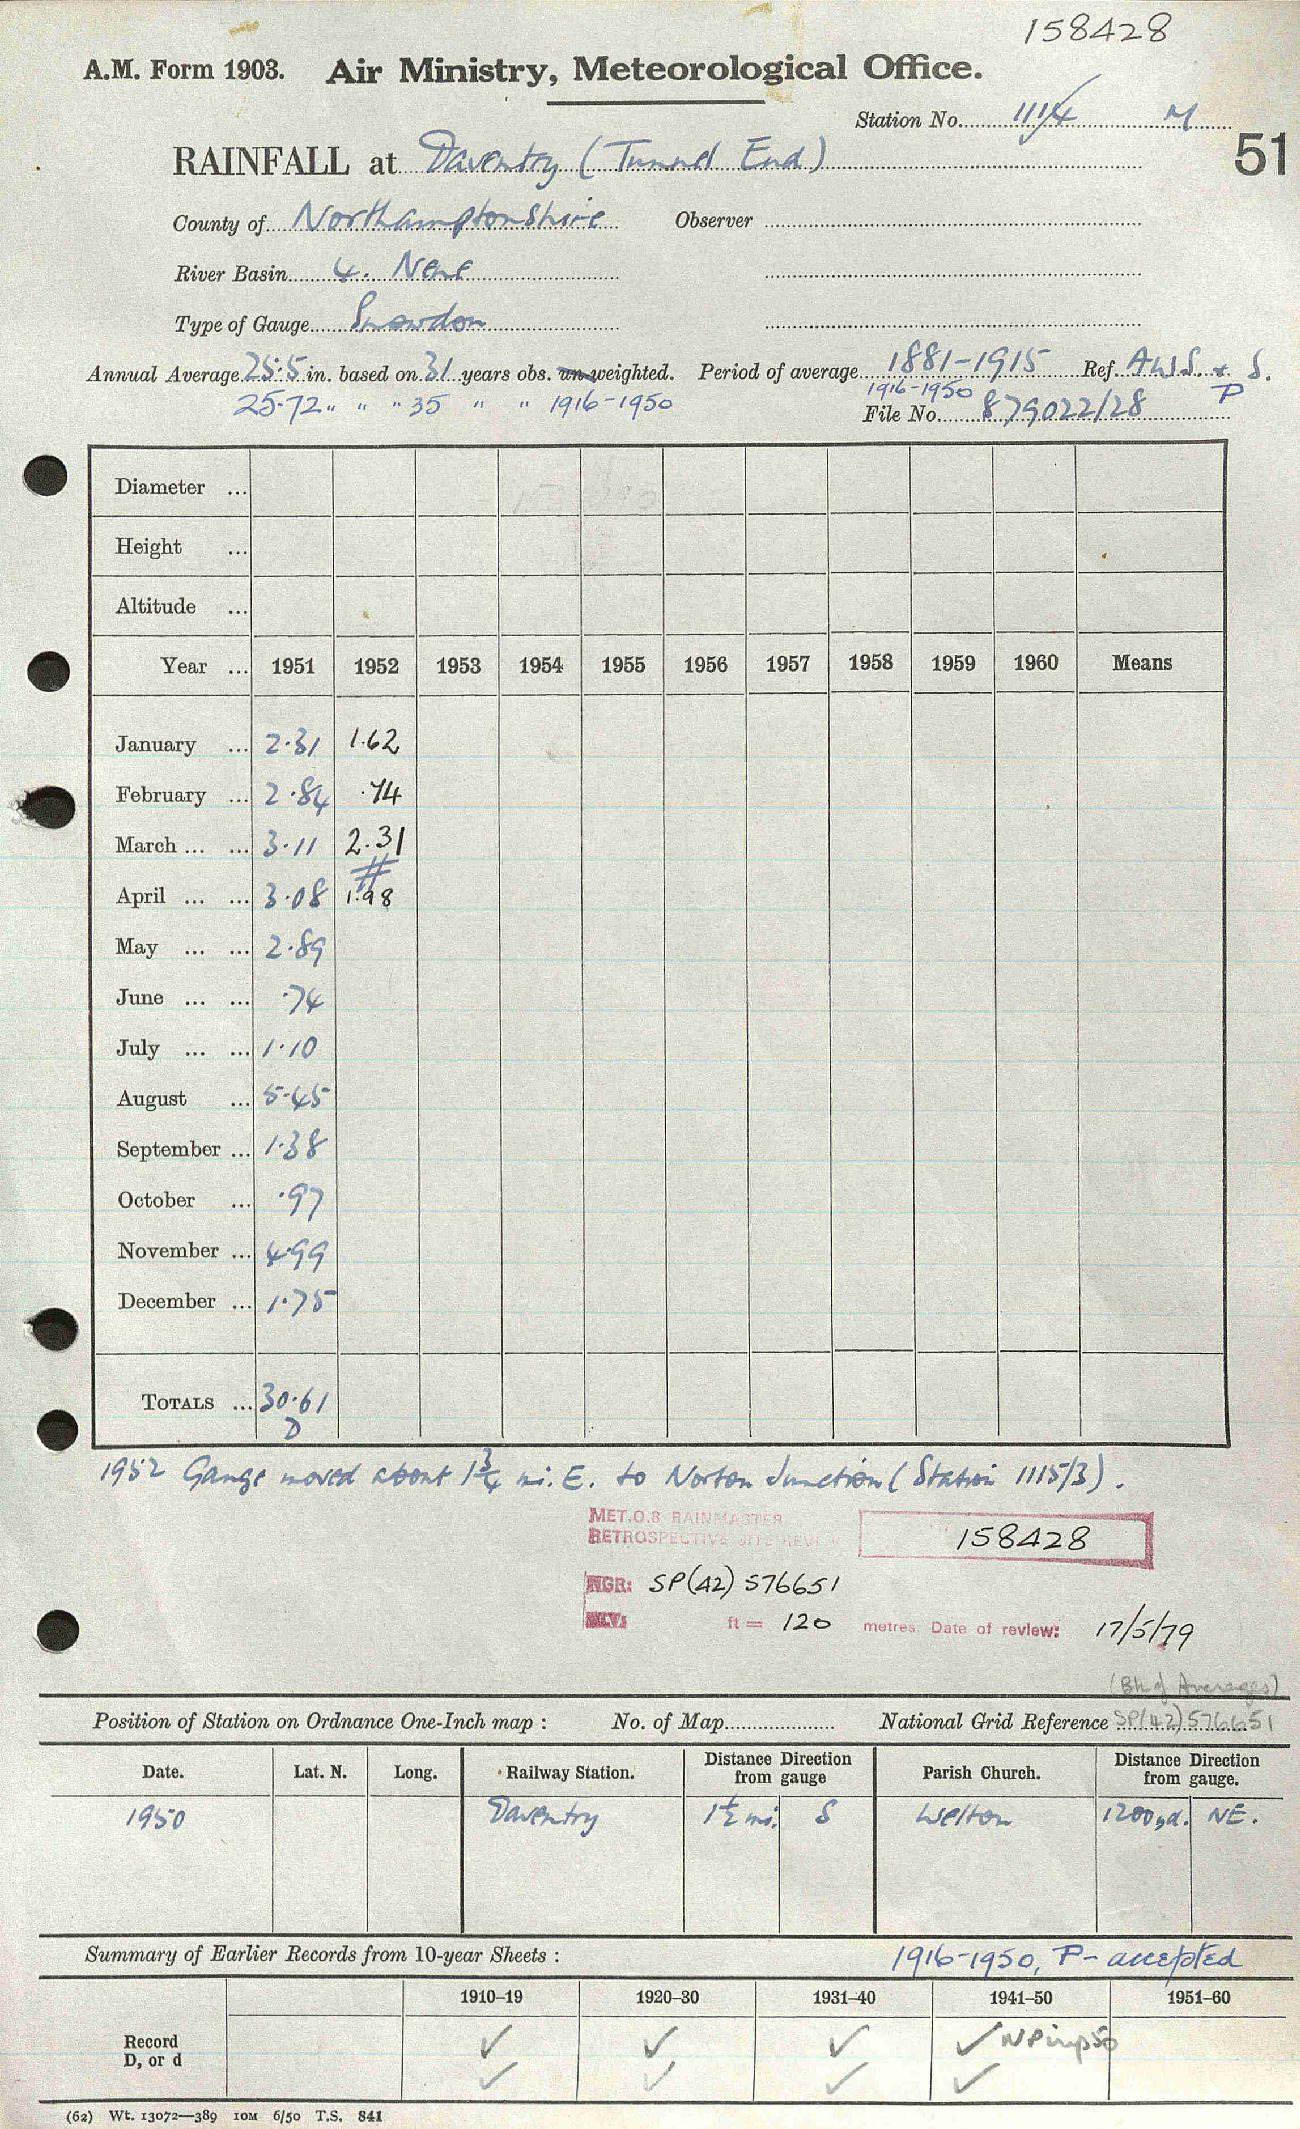 158428
A.M. Form 1903. Air Ministry, Meteorological Office.
Station No. 111/4 M
51
RAINFALL at Daventry (Tunnel End)
County of Northamptonshire Observer
River Basin 4. Nene
Type of Gauge Snowdon
Annual Average 25.5 in. based on 31 years obs. un-weighted. Period of average 1881-1915 Ref. A.W.S. & S.
25.72 " " " 35 " " 1916-1950 1916-1950 P
File No. 879022/28
Diameter ...
Height ...
Altitude ...
Year ... 1951 1952 1953 1954 1955 1956 1957 1958 1959 1960 Means
January ... 2.31 1.62
February ... 2.84 .74
March ... ... 3.11 2.31
#
April ... ... 3.08 1.98
May ... ... 2.89
June ... ... .74
July ... ... 1.10
August ... 5.45
September ... 1.38
October ... .97
November ... 4.99
December ... 1.75
TOTALS ... 30.61
D
1952 Gauge moved about 1¾ mi. E. to Norton Junction (Station 1115/3).
MET.O.8 RAINMASTER
RETROSPECTIVE SITE REVIEW 158428
NGR: SP(42) 576651
ELV: ft = 120 metres. Date of review: 17/5/79
(Bk of Averages)
Position of Station on Ordnance One-Inch map : No. of Map National Grid Reference SP(42)576651
Date. Lat. N. Long. Railway Station. Distance Direction from gauge Parish Church. Distance Direction from gauge.
1950 Daventry 1½ mi. S Welton 1200 yd. NE.
Summary of Earlier Records from 10-year Sheets : 1916-1950, P- accepted
1910–19 1920–30 1931–40 1941–50 1951–60
Record ✓ ✓ ✓ ✓
D, or d ✓ ✓ ✓ ✓
(62) Wt. 13072—389 10M 6/50 T.S. 841